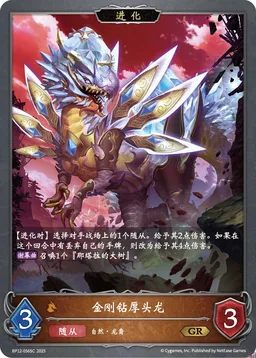 进化
【进化时】选择对手战场上的1个随从。给予其2点伤害。如果在
这个回合中有丢弃自己的手牌，则改为给予其4点伤害。
谢幕曲 召唤1个『那塔拉的大树』。
金刚钻厚头龙
3
3
随从
自然·龙裔
GR
BP12-056SC 2025
© Cygames, Inc. Published by NetEase Games